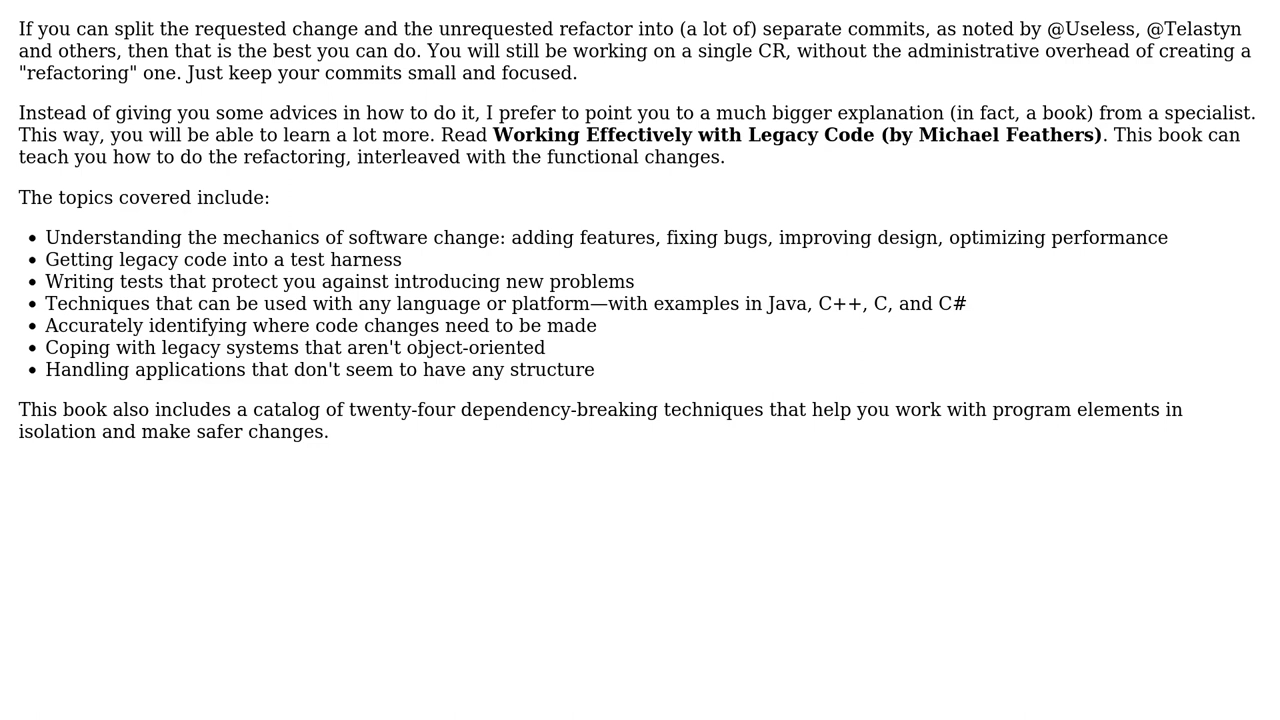 If you can split the requested change and the unrequested refactor into (a lot of) separate commits, as noted by @Useless, @Telastyn
and others, then that is the best you can do. You will still be working on a single CR, without the administrative overhead of creating a
"refactoring" one. Just keep your commits small and focused.
Instead of giving you some advices in how to do it, I prefer to point you to a much bigger explanation (in fact, a book) from a specialist.
This way, you will be able to learn a lot more. Read Working Effectively with Legacy Code (by Michael Feathers). This book can
teach you how to do the refactoring, interleaved with the functional changes.
The topics covered include:
• Understanding the mechanics of software change: adding features, fixing bugs, improving design, optimizing performance
• Getting legacy code into a test harness
• Writing tests that protect you against introducing new problems
• Techniques that can be used with any language or platform—with examples in Java, C++, C, and C#
• Accurately identifying where code changes need to be made
• Coping with legacy systems that aren't object-oriented
• Handling applications that don't seem to have any structure
This book also includes a catalog of twenty-four dependency-breaking techniques that help you work with program elements in
isolation and make safer changes.